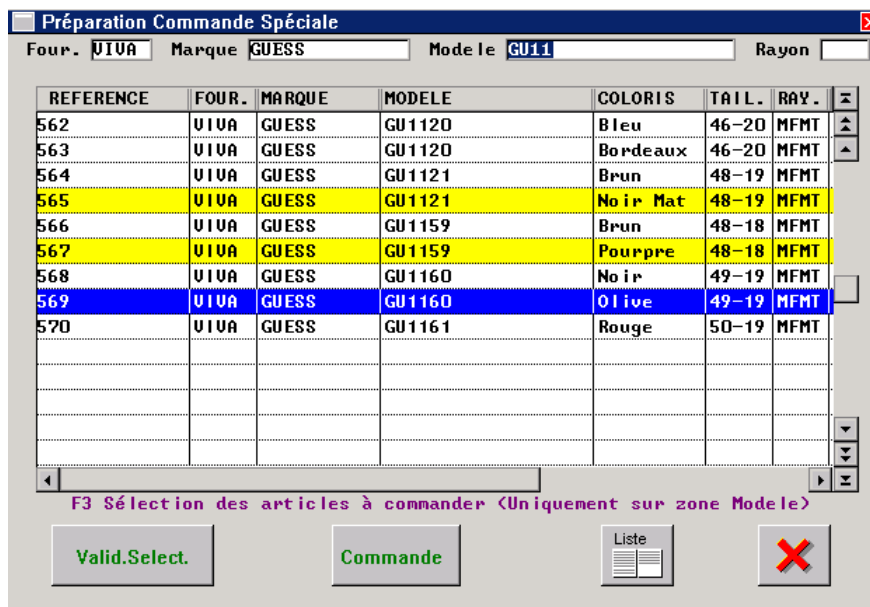 Préparation Commande Spéciale
Four. VIVA Marque GUESS Modele GU11 Rayon
REFERENCE FOUR. MARQUE MODELE COLORIS TAIL. RAY.
562 VIVA GUESS GU1120 Bleu 46-20 MFMT
563 VIVA GUESS GU1120 Bordeaux 46-20 MFMT
564 VIVA GUESS GU1121 Brun 48-19 MFMT
565 VIVA GUESS GU1121 Noir Mat 48-19 MFMT
566 VIVA GUESS GU1159 Brun 48-18 MFMT
567 VIVA GUESS GU1159 Pourpre 48-18 MFMT
568 VIVA GUESS GU1160 Noir 49-19 MFMT
569 VIVA GUESS GU1160 Olive 49-19 MFMT
570 VIVA GUESS GU1161 Rouge 50-19 MFMT
F3 Sélection des articles à commander (Uniquement sur zone Modele)
Valid.Select. Commande Liste